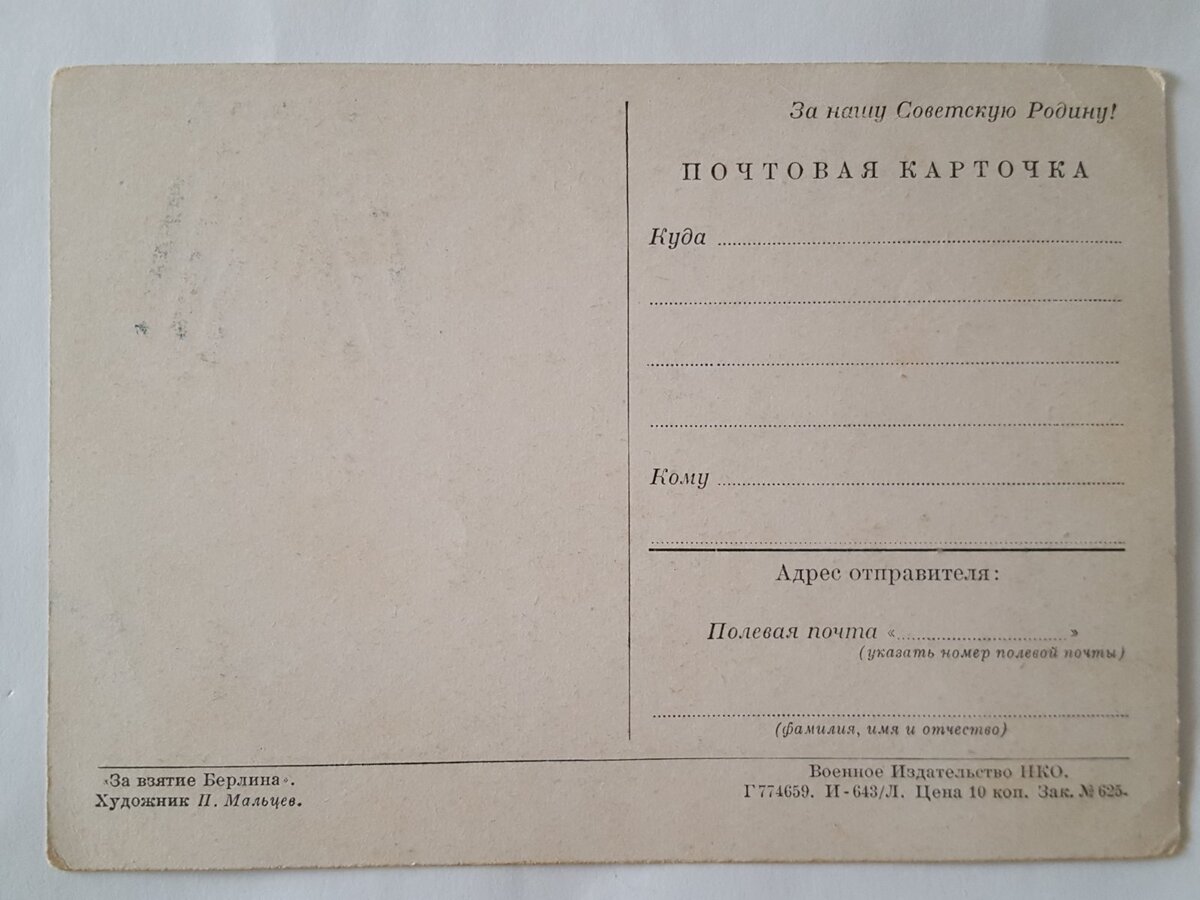 За нашу Советскую Родину!
ПОЧТОВАЯ КАРТОЧКА
Куда
Кому
Адрес отправителя:
Полевая почта « »
(указать номер полевой почты)
(фамилия, имя и отчество)
«За взятие Берлина».
Художник П. Мальцев.
Военное Издательство НКО.
Г774659. И-643/Л. Цена 10 коп. Зак. № 625.